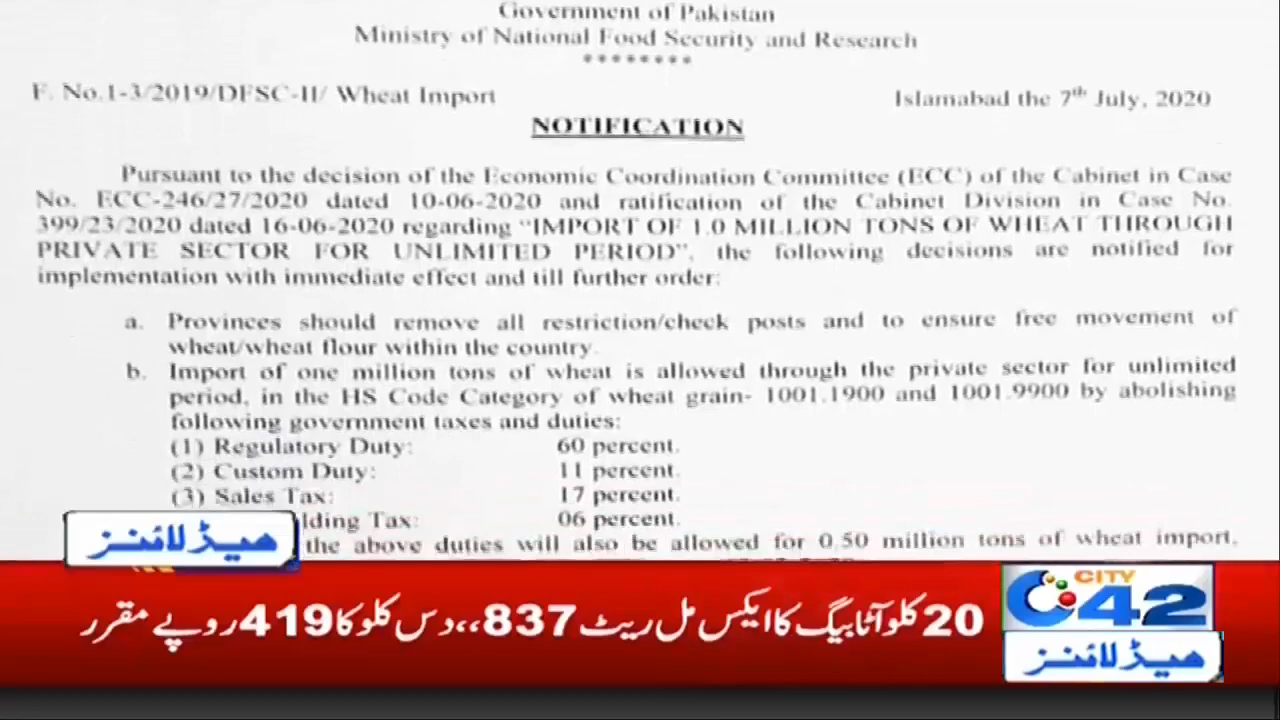 Government of Pakistan
Ministry of National Food Security and Research
********
F. No.1-3/2019/DFSC-II/ Wheat Import
Islamabad the 7th July, 2020
NOTIFICATION
Pursuant to the decision of the Economic Coordination Committee (ECC) of the Cabinet in Case
No. ECC-246/27/2020 dated 10-06-2020 and ratification of the Cabinet Division in Case No.
399/23/2020 dated 16-06-2020 regarding "IMPORT OF 1.0 MILLION TONS OF WHEAT THROUGH
PRIVATE SECTOR FOR UNLIMITED PERIOD", the following decisions are notified for
implementation with immediate effect and till further order:
a. Provinces should remove all restriction/check posts and to ensure free movement of
wheat/wheat flour within the country.
b. Import of one million tons of wheat is allowed through the private sector for unlimited
period, in the HS Code Category of wheat grain- 1001.1900 and 1001.9900 by abolishing
following government taxes and duties:
(1) Regulatory Duty: 60 percent.
(2) Custom Duty: 11 percent.
(3) Sales Tax: 17 percent.
lding Tax: 06 percent.
the above duties will also be allowed for 0.50 million tons of wheat import,
ہیڈلائنز
20 کلو آٹا بیگ کا ایکس مل ریٹ 837،، دس کلو کا 419 روپے مقرر
CITY
42
ہیڈلائنز